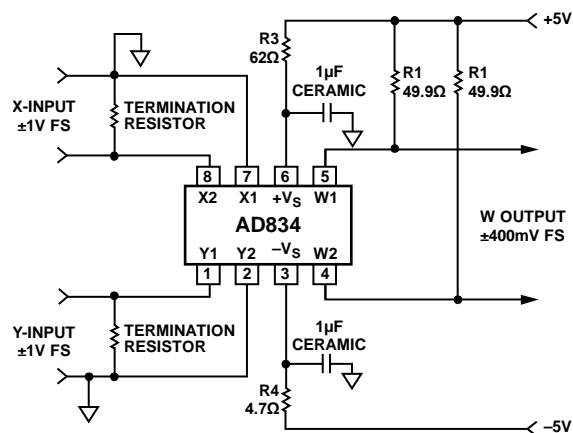 +5V
R3
62Ω
R1
49.9Ω
R1
49.9Ω
1µF
CERAMIC
X-INPUT
±1V FS
TERMINATION
RESISTOR
8
7
6
5
X2
X1
+VS
W1
AD834
W OUTPUT
±400mV FS
Y1
Y2
–VS
W2
1
2
3
4
Y-INPUT
±1V FS
TERMINATION
RESISTOR
1µF
CERAMIC
R4
4.7Ω
–5V